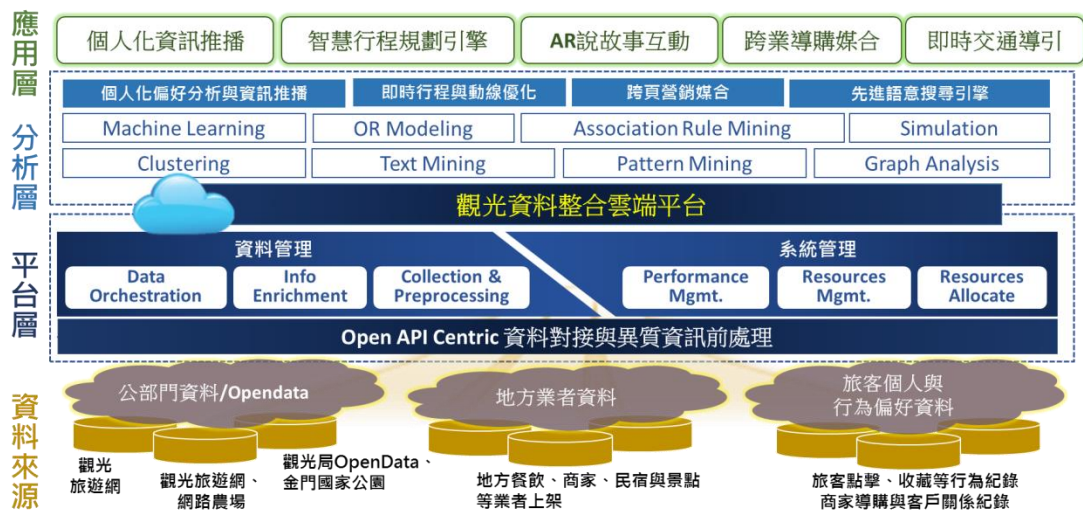 應用層
個人化資訊推播
智慧行程規劃引擎
AR說故事互動
跨業導購媒合
即時交通導引
分析層
個人化偏好分析與資訊推播
即時行程與動線優化
跨頁營銷媒合
先進語意搜尋引擎
Machine Learning
OR Modeling
Association Rule Mining
Simulation
Clustering
Text Mining
Pattern Mining
Graph Analysis
觀光資料整合雲端平台
平台層
資料管理
系統管理
Data
Orchestration
Info
Enrichment
Collection &
Preprocessing
Performance
Mgmt.
Resources
Mgmt.
Resources
Allocate
Open API Centric 資料對接與異質資訊前處理
資料來源
公部門資料/Opendata
地方業者資料
旅客個人與
行為偏好資料
觀光
旅遊網
觀光旅遊網、
網路農場
觀光局OpenData、
金門國家公園
地方餐飲、商家、民宿與景點
等業者上架
旅客點擊、收藏等行為紀錄
商家導購與客戶關係紀錄